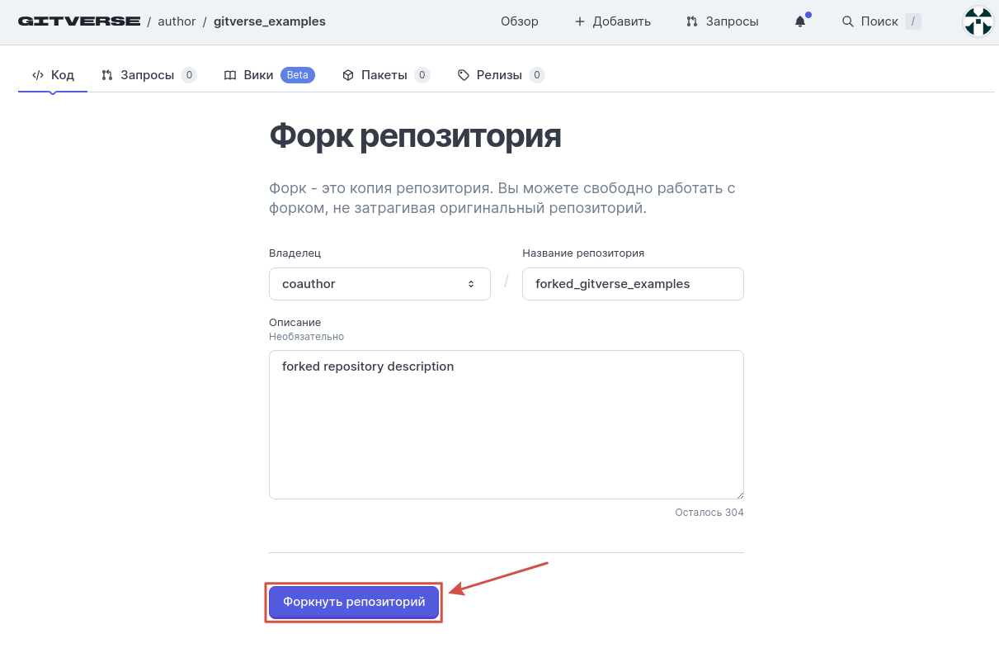 GITVERSE / author / gitverse_examples Обзор + Добавить Запросы Поиск /
Код Запросы 0 Вики Beta Пакеты 0 Релизы 0
Форк репозитория
Форк - это копия репозитория. Вы можете свободно работать с
форком, не затрагивая оригинальный репозиторий.
Владелец Название репозитория
coauthor / forked_gitverse_examples
Описание
Необязательно
forked repository description
Осталось 304
Форкнуть репозиторий